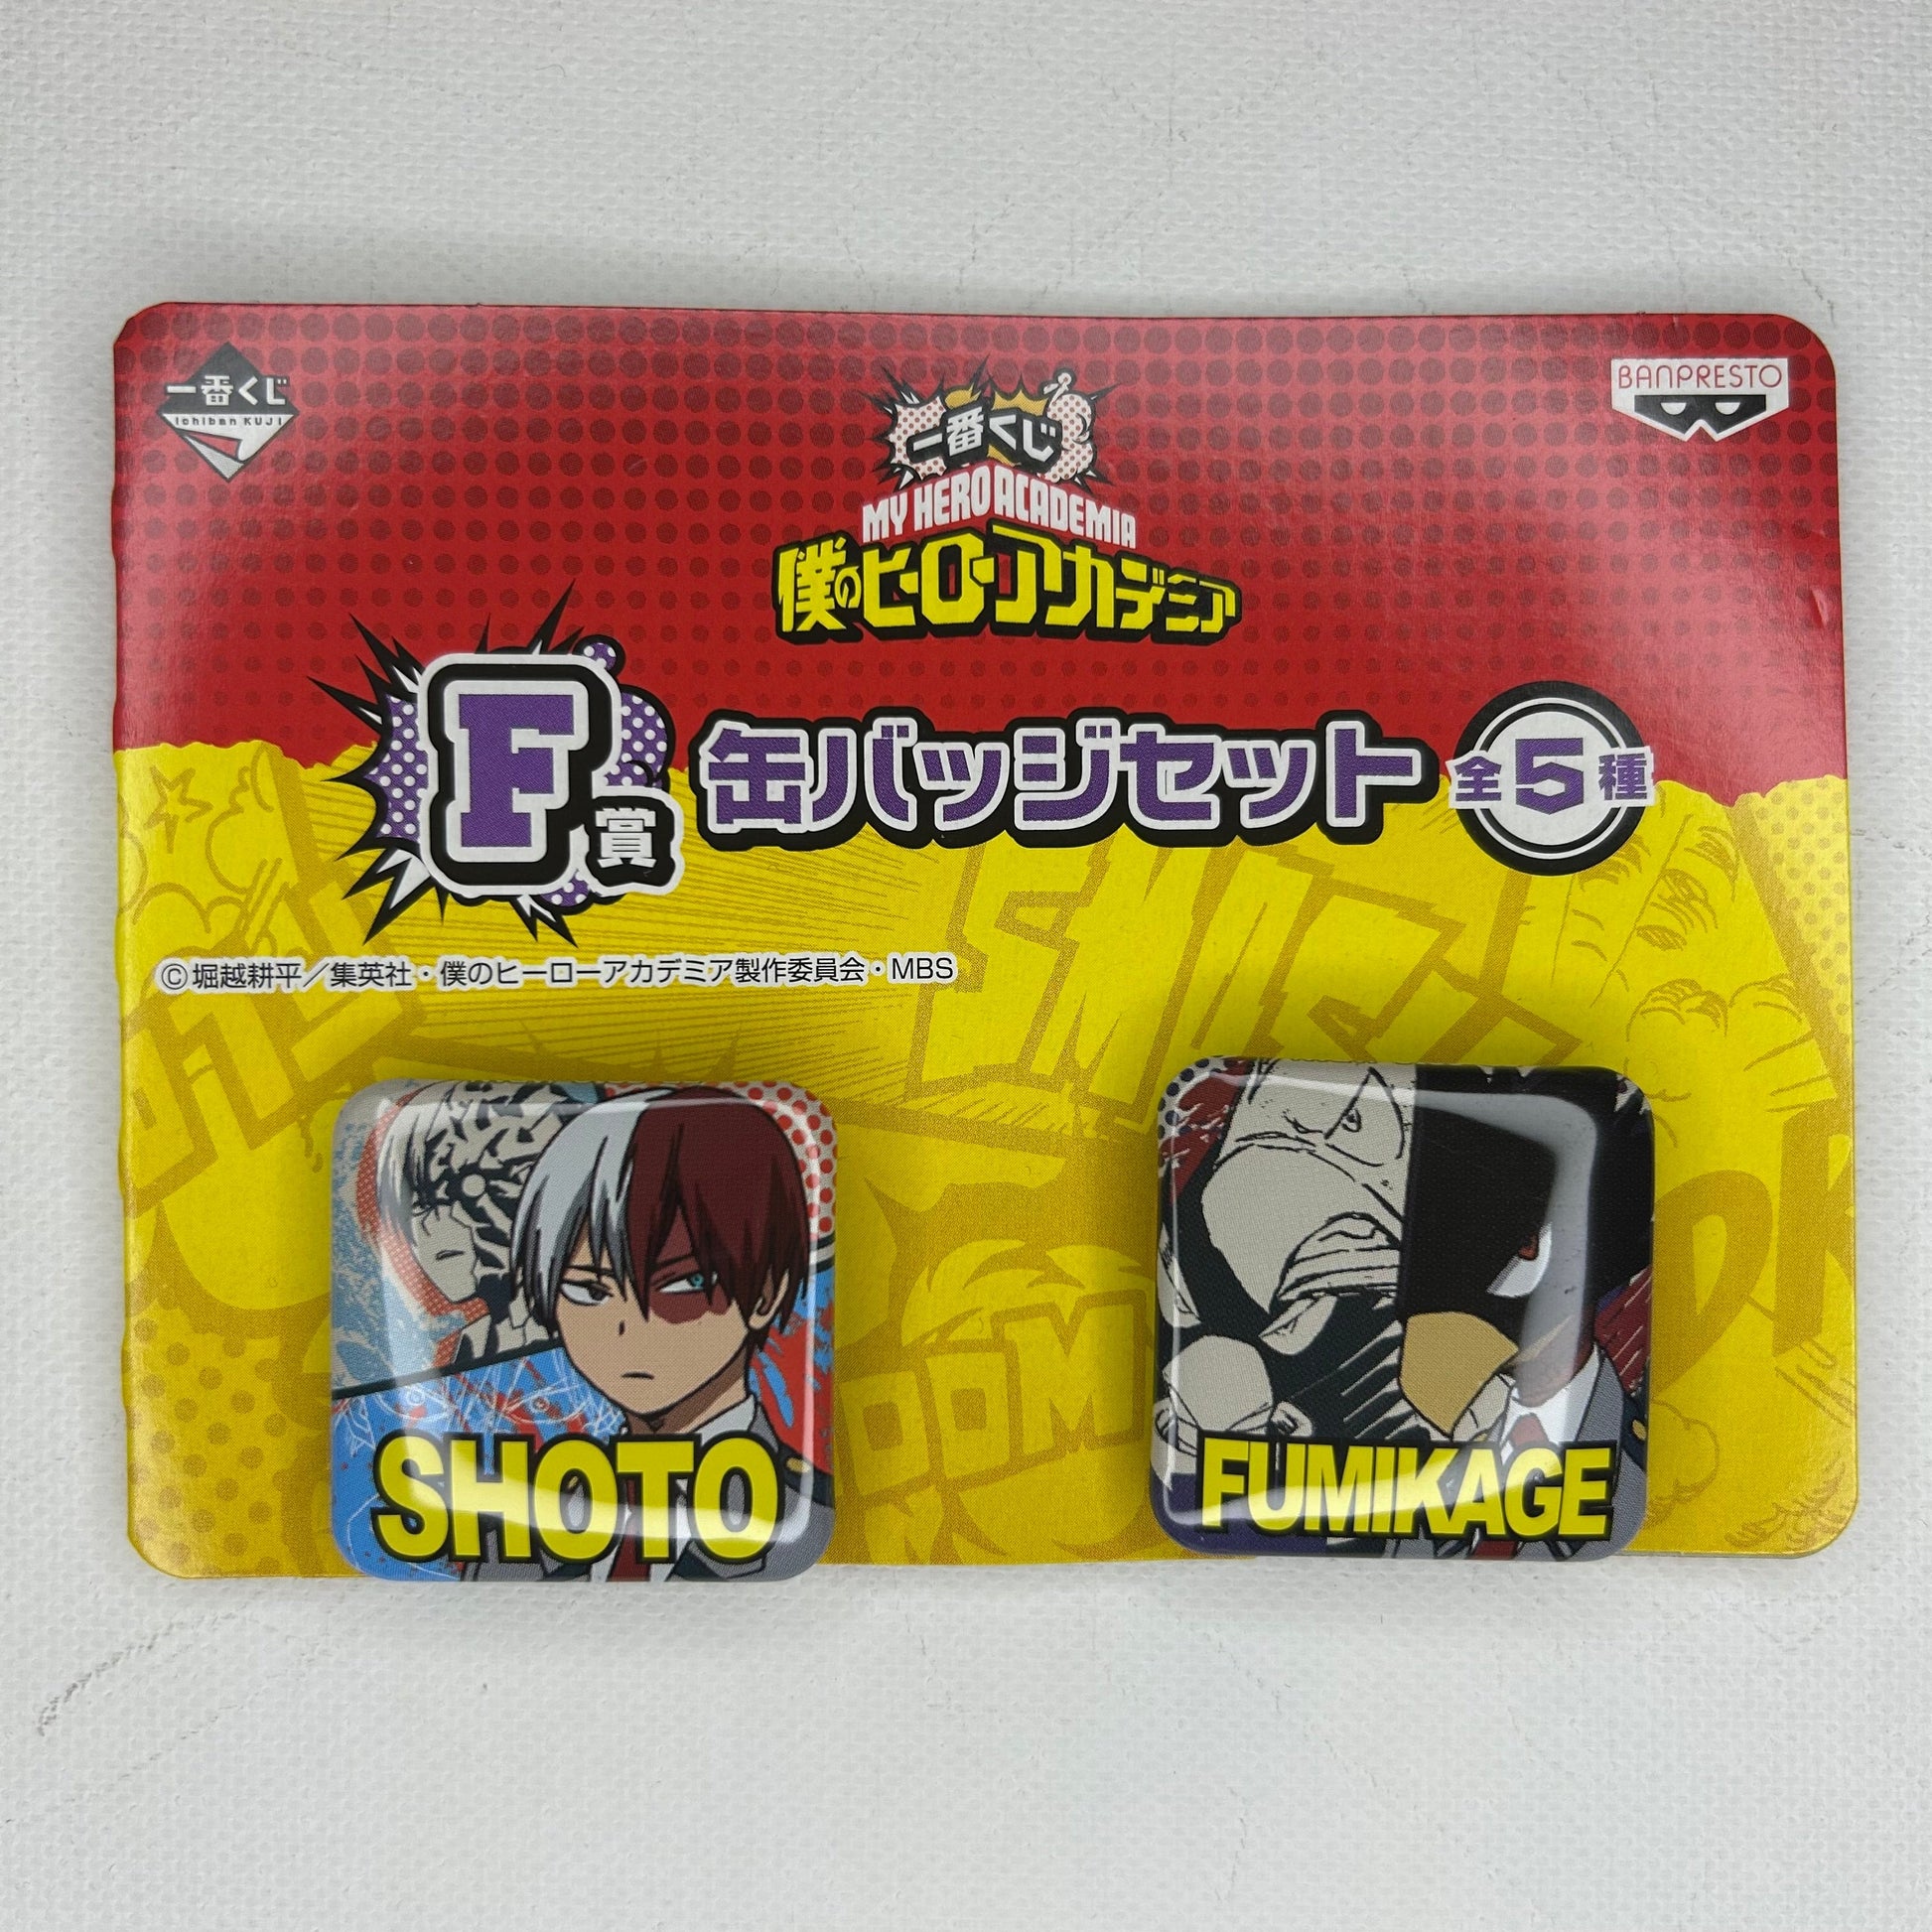 一番くじ
Ichiban KUJI
BANPRESTO
一番くじ
MY HERO ACADEMIA
僕のヒーローアカデミア
F賞 缶バッジセット 全5種
©堀越耕平／集英社・僕のヒーローアカデミア製作委員会・MBS
SMASH
SHOTO
FUMIKAGE